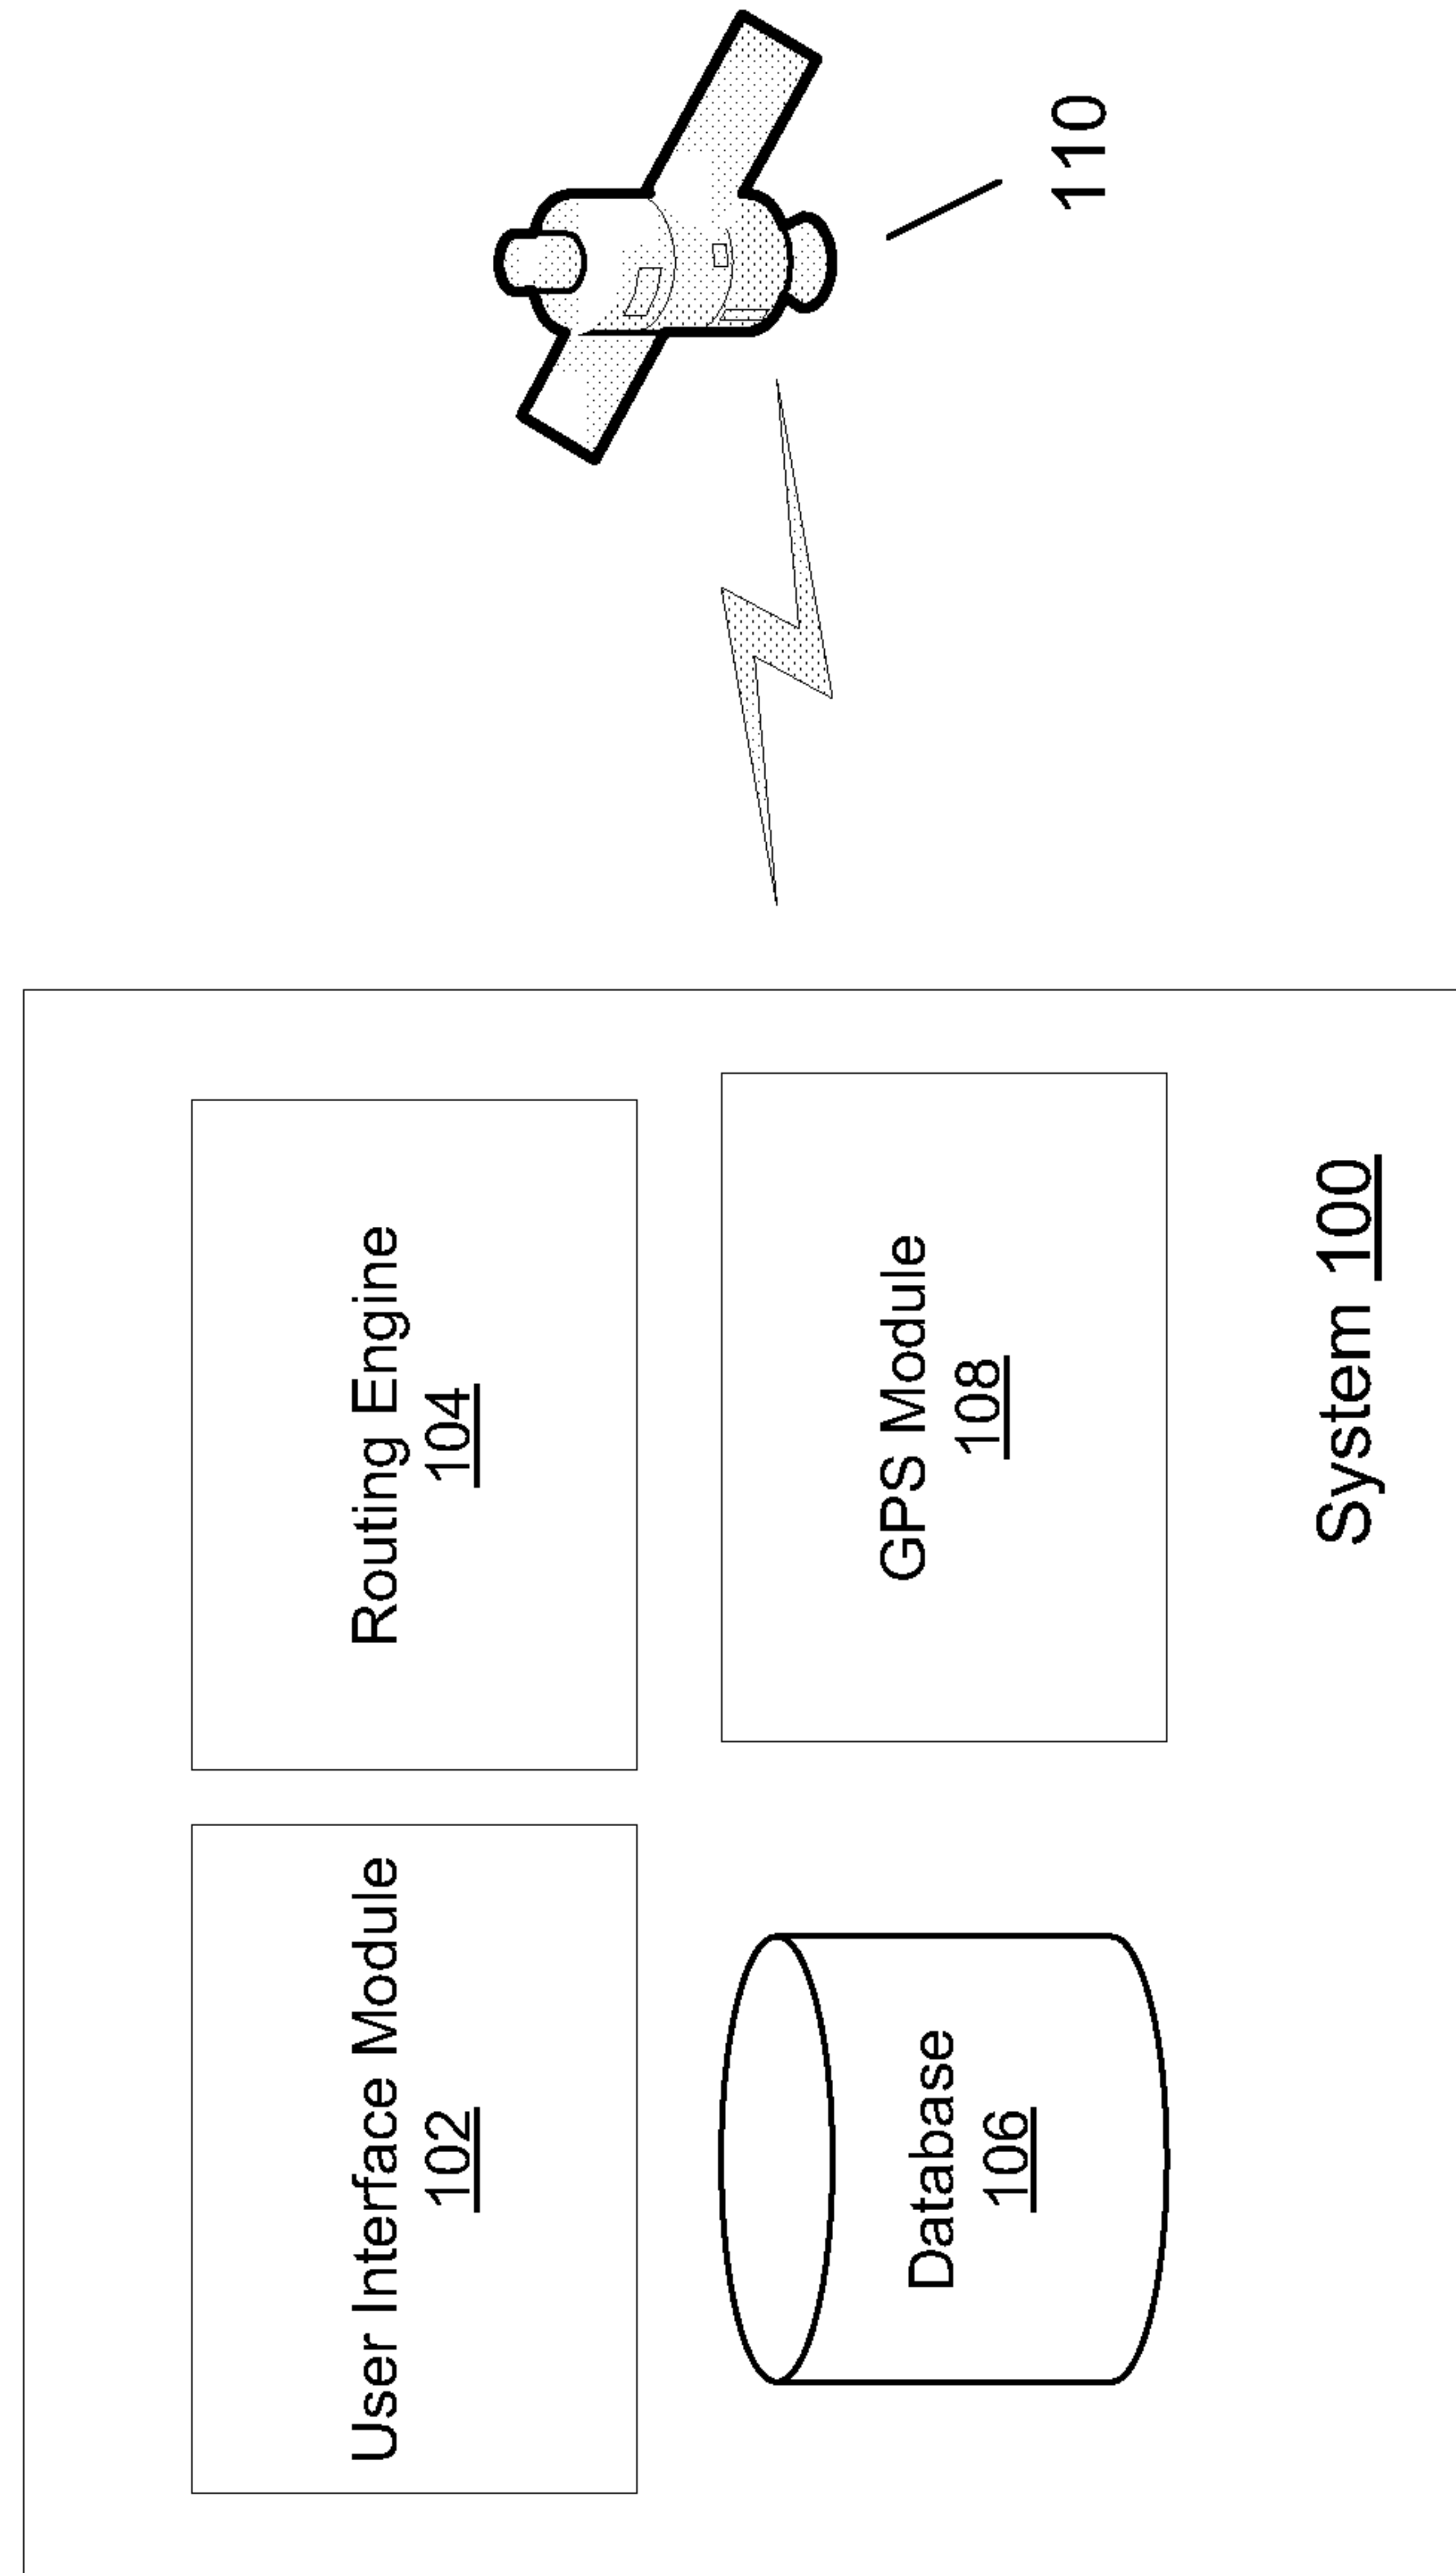 User Interface Module
102
Routing Engine
104
Database
106
GPS Module
108
System 100
110